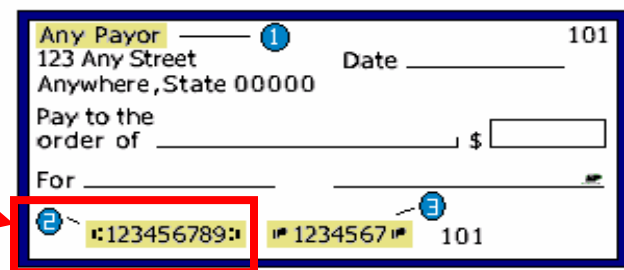 Any Payor 1 101
123 Any Street Date
Anywhere, State 00000
Pay to the
order of $
For
2 3
⑆123456789⑆ ⑈1234567⑈ 101